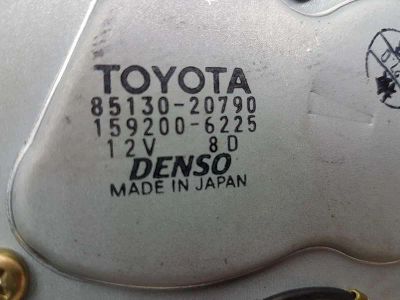 TOYOTA
85130-20790
159200-6225
12V 8D
DENSO
MADE IN JAPAN